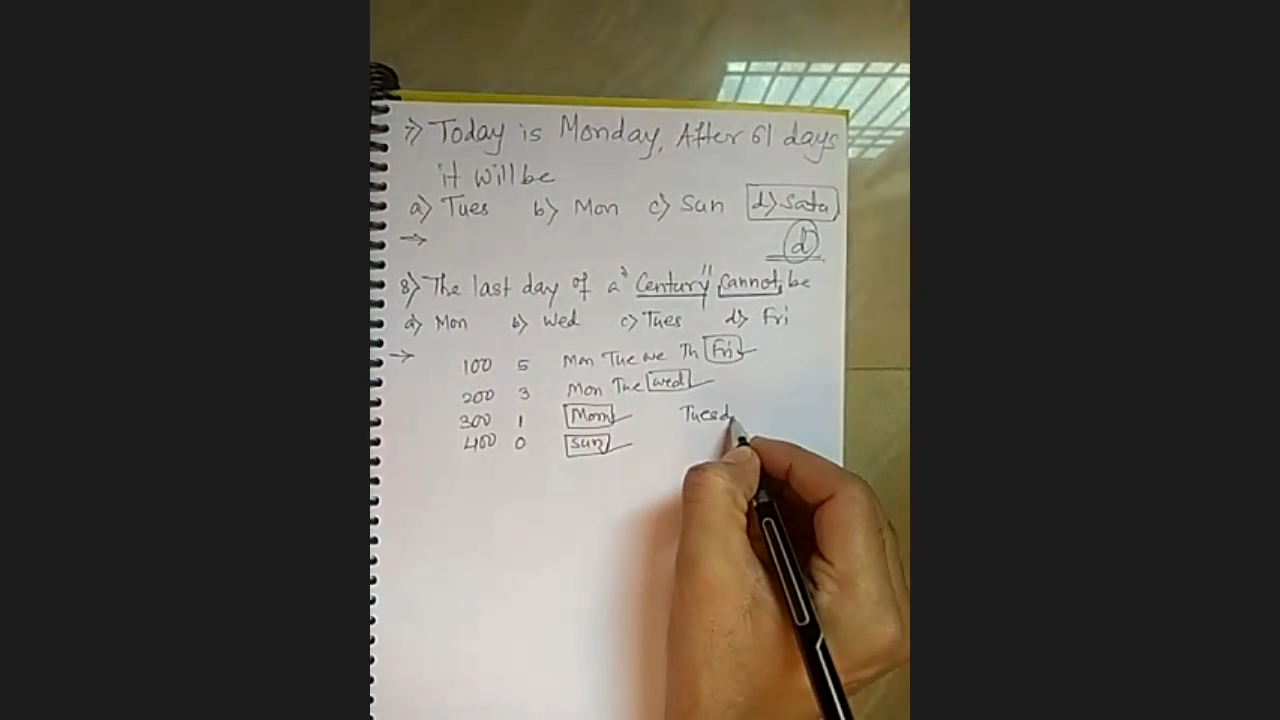 7) Today is Monday, After 61 days
it will be
a) Tues b) Mon c) Sun d) Satu
→ d
8) The last day of a "Century" cannot be
a) Mon b) Wed c) Tues d) Fri
→ 100 5 Mon Tue we Th Fri
200 3 Mon Tue wed
300 1 Mon Tuesd
400 0 Sun